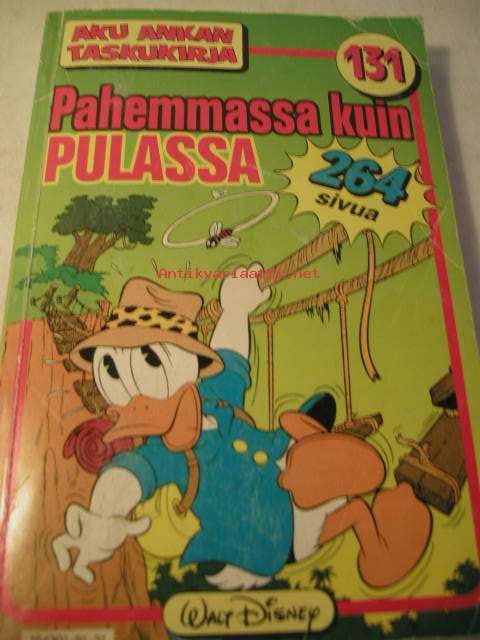 AKU ANKAN
TASKUKIRJA
131
Pahemmassa kuin
PULASSA
264
sivua
Antikvariaatti.net
WALT DISNEY